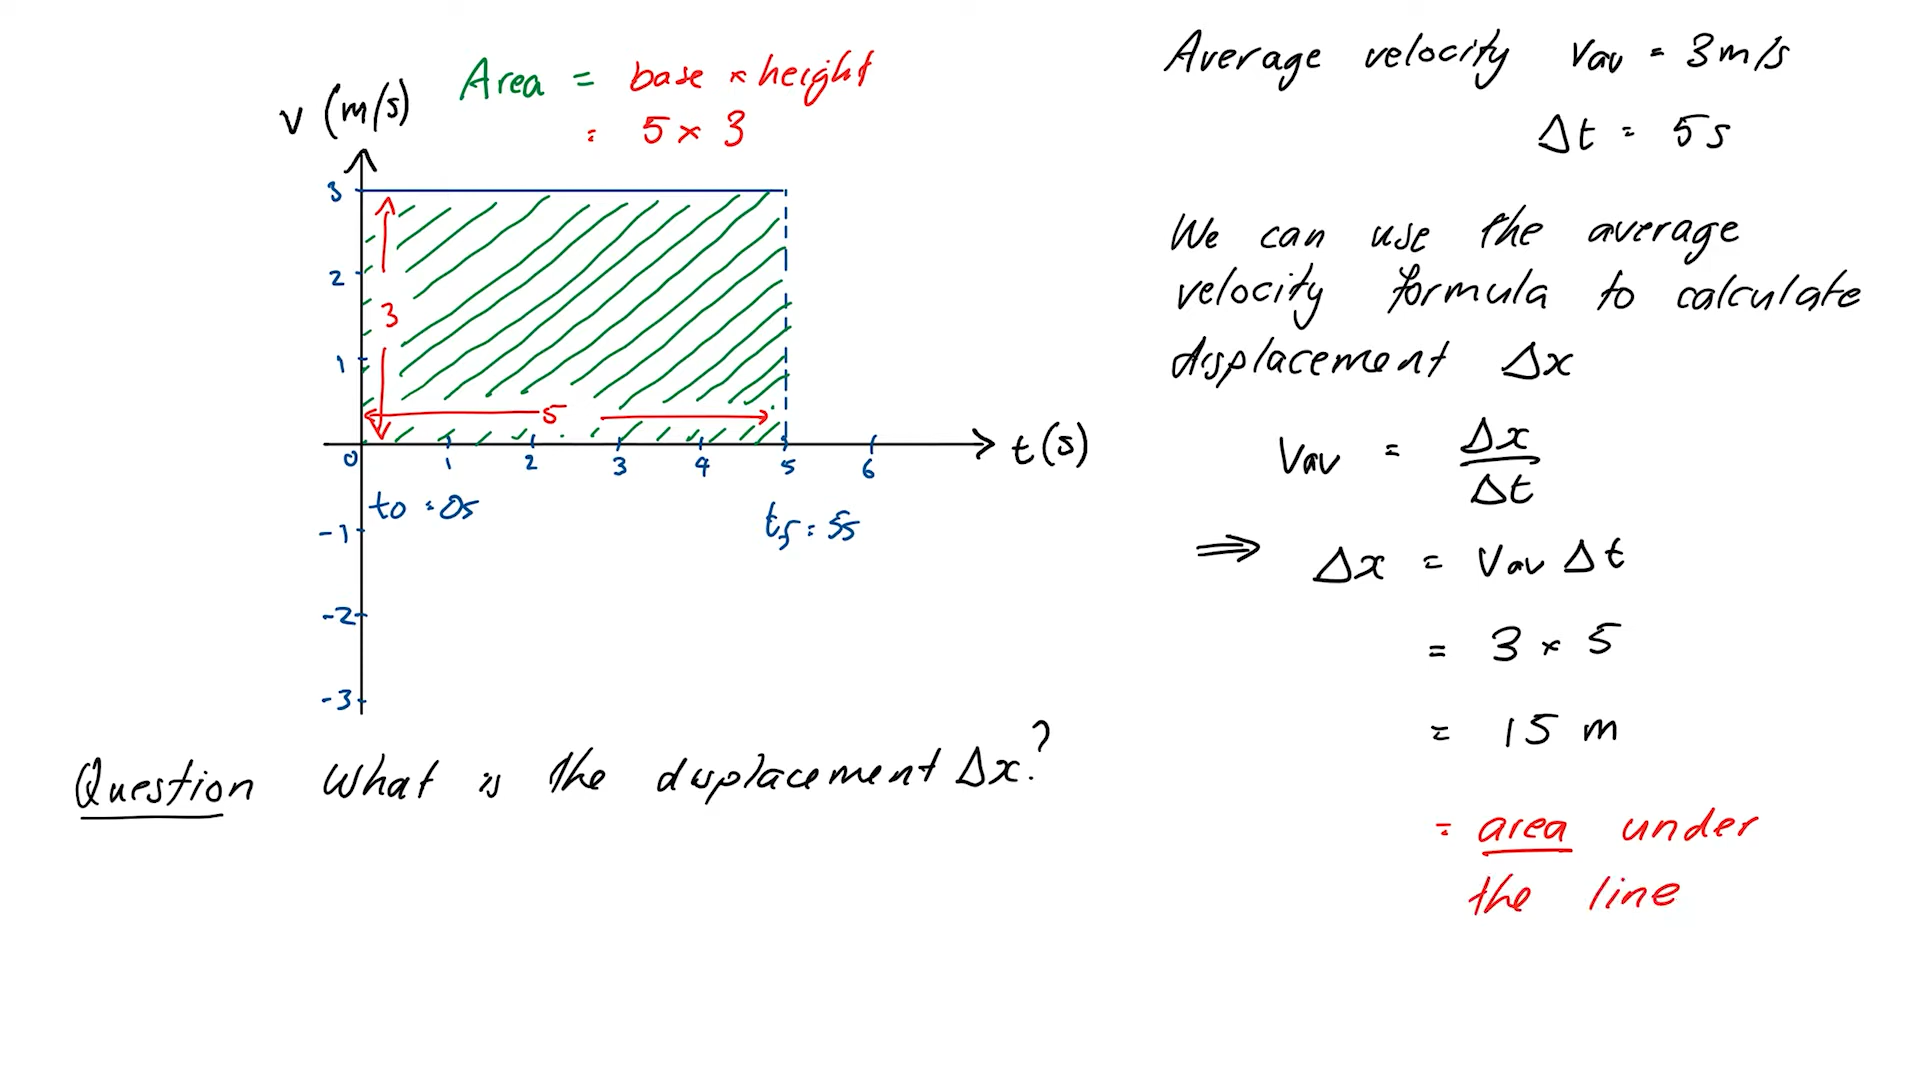 Area = base × height
= 5 × 3
v (m/s)
3
2
1
0
-1
-2
-3
3
5
1 2 3 4 5 6
t (s)
t0 = 0s
tf = 5s
Question What is the displacement Δx?
Average velocity Vav = 3m/s
Δt = 5s
We can use the average
velocity formula to calculate
displacement Δx
Vav = Δx/Δt
⇒ Δx = Vav Δt
= 3 × 5
= 15 m
= area under
the line